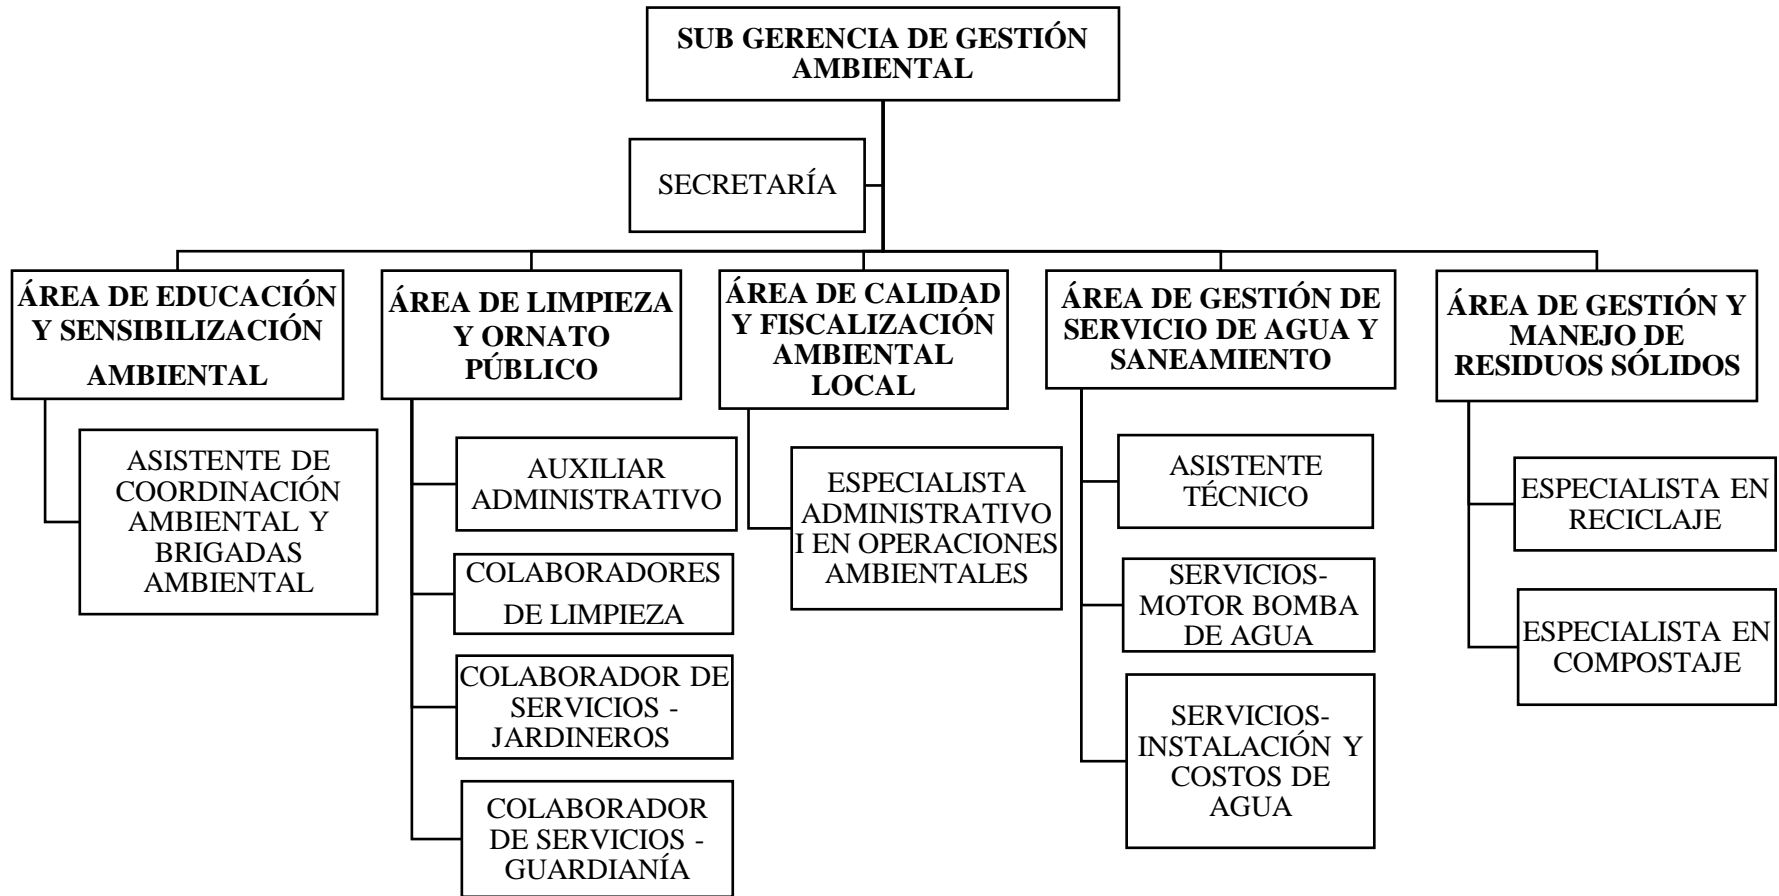 SUB GERENCIA DE GESTIÓN
AMBIENTAL
SECRETARÍA
ÁREA DE EDUCACIÓN
Y SENSIBILIZACIÓN
AMBIENTAL
ASISTENTE DE
COORDINACIÓN
AMBIENTAL Y
BRIGADAS
AMBIENTAL
ÁREA DE LIMPIEZA
Y ORNATO
PÚBLICO
AUXILIAR
ADMINISTRATIVO
COLABORADORES
DE LIMPIEZA
COLABORADOR DE
SERVICIOS -
JARDINEROS
COLABORADOR
DE SERVICIOS -
GUARDIANÍA
ÁREA DE CALIDAD
Y FISCALIZACIÓN
AMBIENTAL
LOCAL
ESPECIALISTA
ADMINISTRATIVO
I EN OPERACIONES
AMBIENTALES
ÁREA DE GESTIÓN DE
SERVICIO DE AGUA Y
SANEAMIENTO
ASISTENTE
TÉCNICO
SERVICIOS-
MOTOR BOMBA
DE AGUA
SERVICIOS-
INSTALACIÓN Y
COSTOS DE
AGUA
ÁREA DE GESTIÓN Y
MANEJO DE
RESIDUOS SÓLIDOS
ESPECIALISTA EN
RECICLAJE
ESPECIALISTA EN
COMPOSTAJE